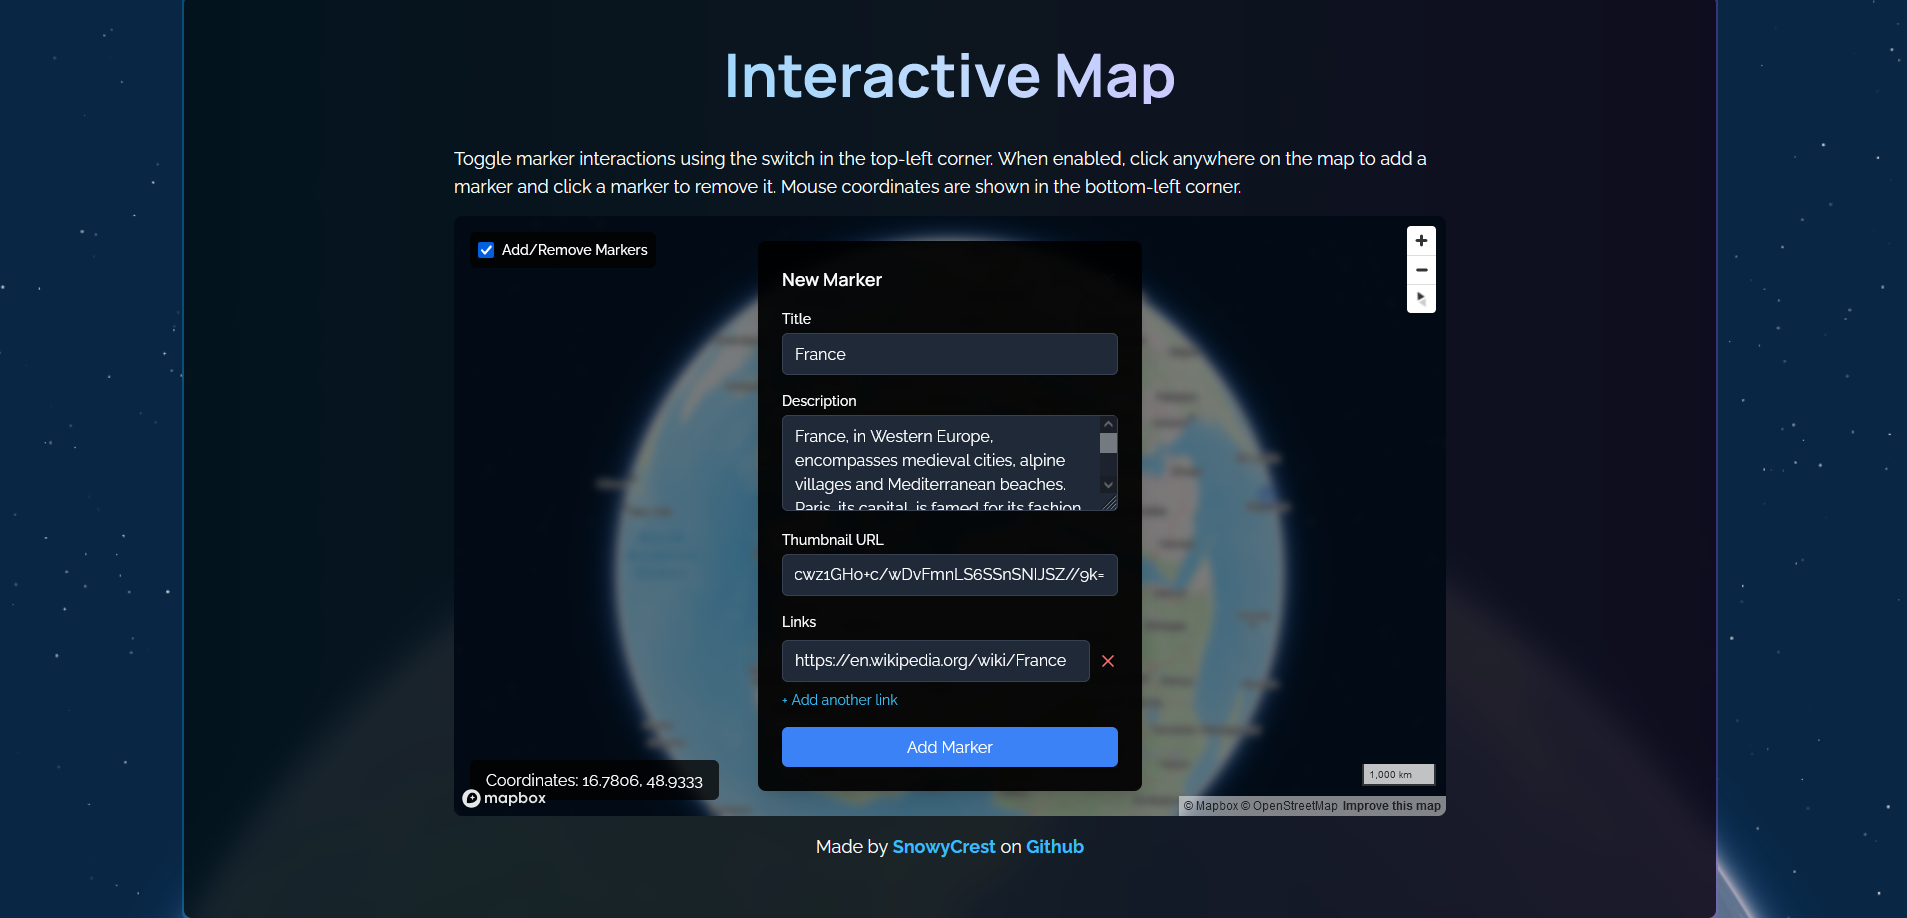 Interactive Map
Toggle marker interactions using the switch in the top-left corner. When enabled, click anywhere on the map to add a
marker and click a marker to remove it. Mouse coordinates are shown in the bottom-left corner.
Add/Remove Markers
New Marker
Title
France
Description
France, in Western Europe,
encompasses medieval cities, alpine
villages and Mediterranean beaches.
Paris, its capital, is famed for its fashion
Thumbnail URL
cwz1GHo+c/wDvFmnLS6SSnSNIJSZ//9k=
Links
https://en.wikipedia.org/wiki/France
+ Add another link
Add Marker
Coordinates: 16.7806, 48.9333
mapbox
1,000 km
© Mapbox © OpenStreetMap Improve this map
Made by SnowyCrest on Github